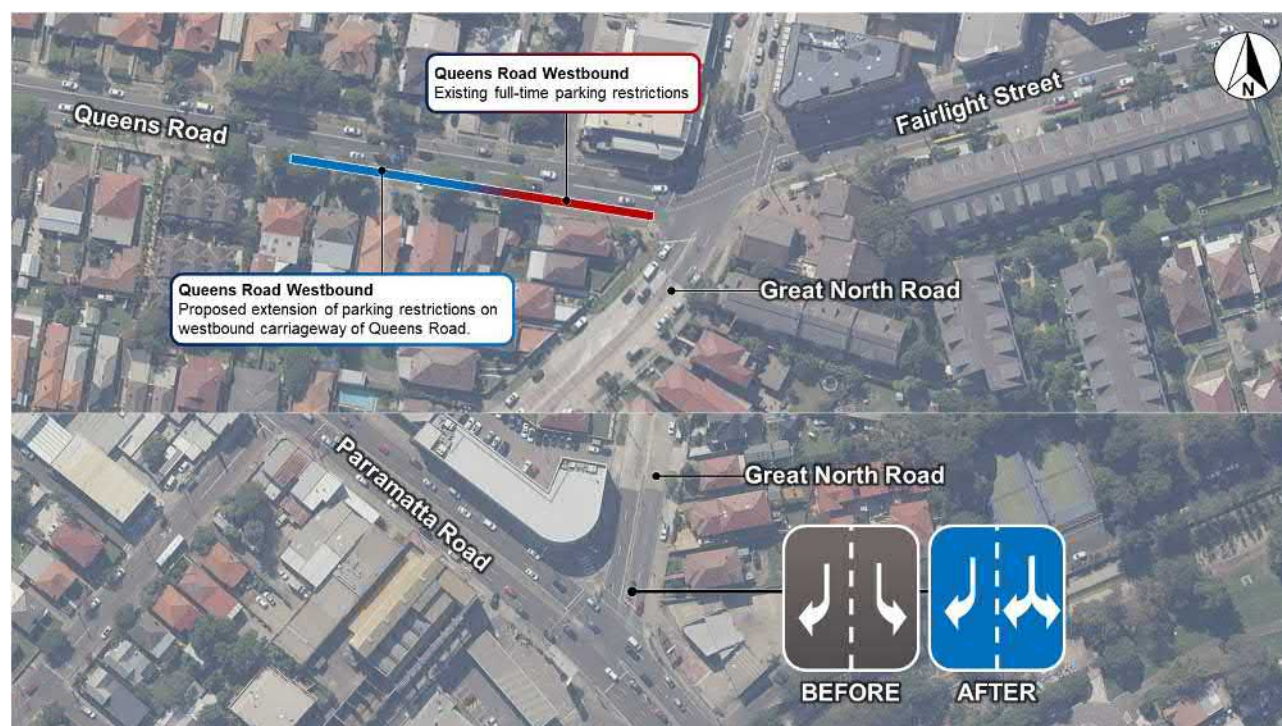 Queens Road Westbound
Existing full-time parking restrictions
N
Fairlight Street
Queens Road
Queens Road Westbound
Proposed extension of parking restrictions on
westbound carriageway of Queens Road.
Great North Road
Parramatta Road
Great North Road
BEFORE
AFTER